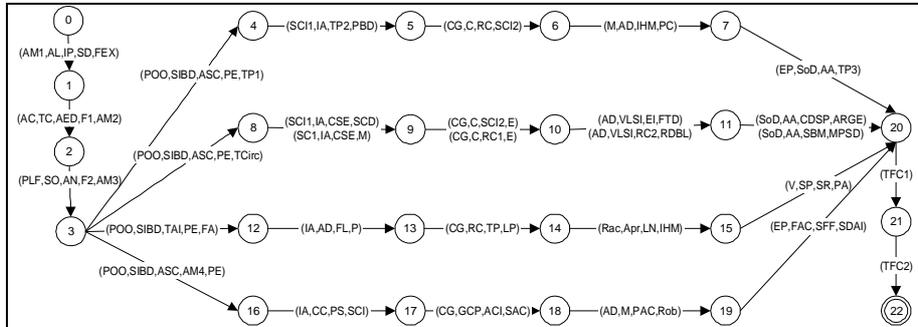 0
(AM1,AL,IP,SD,FEX)
1
(AC,TC,AED,F1,AM2)
2
(PLF,SO,AN,F2,AM3)
3
(POO,SIBD,ASC,PE,TP1)
4
(SCI1,IA,TP2,PBD)
5
(CG,C,RC,SCI2)
6
(M,AD,IHM,PC)
7
(EP,SoD,AA,TP3)
(POO,SIBD,ASC,PE,TCirc)
8
(SCI1,IA,CSE,SCD)
(SC1,IA,CSE,M)
9
(CG,C,SCI2,E)
(CG,C,RC1,E)
10
(AD,VLSI,EI,FTD)
(AD,VLSI,RC2,RDBL)
11
(SoD,AA,CDSP,ARGE)
(SoD,AA,SBM,MPSD)
20
(POO,SIBD,TAI,PE,FA)
12
(IA,AD,FL,P)
13
(CG,RC,TP,LP)
14
(Rac,Apr,LN,IHM)
15
(V,SP,SR,PA)
(POO,SIBD,ASC,AM4,PE)
16
(IA,CC,PS,SCI)
17
(CG,GCP,ACI,SAC)
18
(AD,M,PAC,Rob)
19
(EP,FAC,SFF,SDAI)
(TFC1)
21
(TFC2)
22